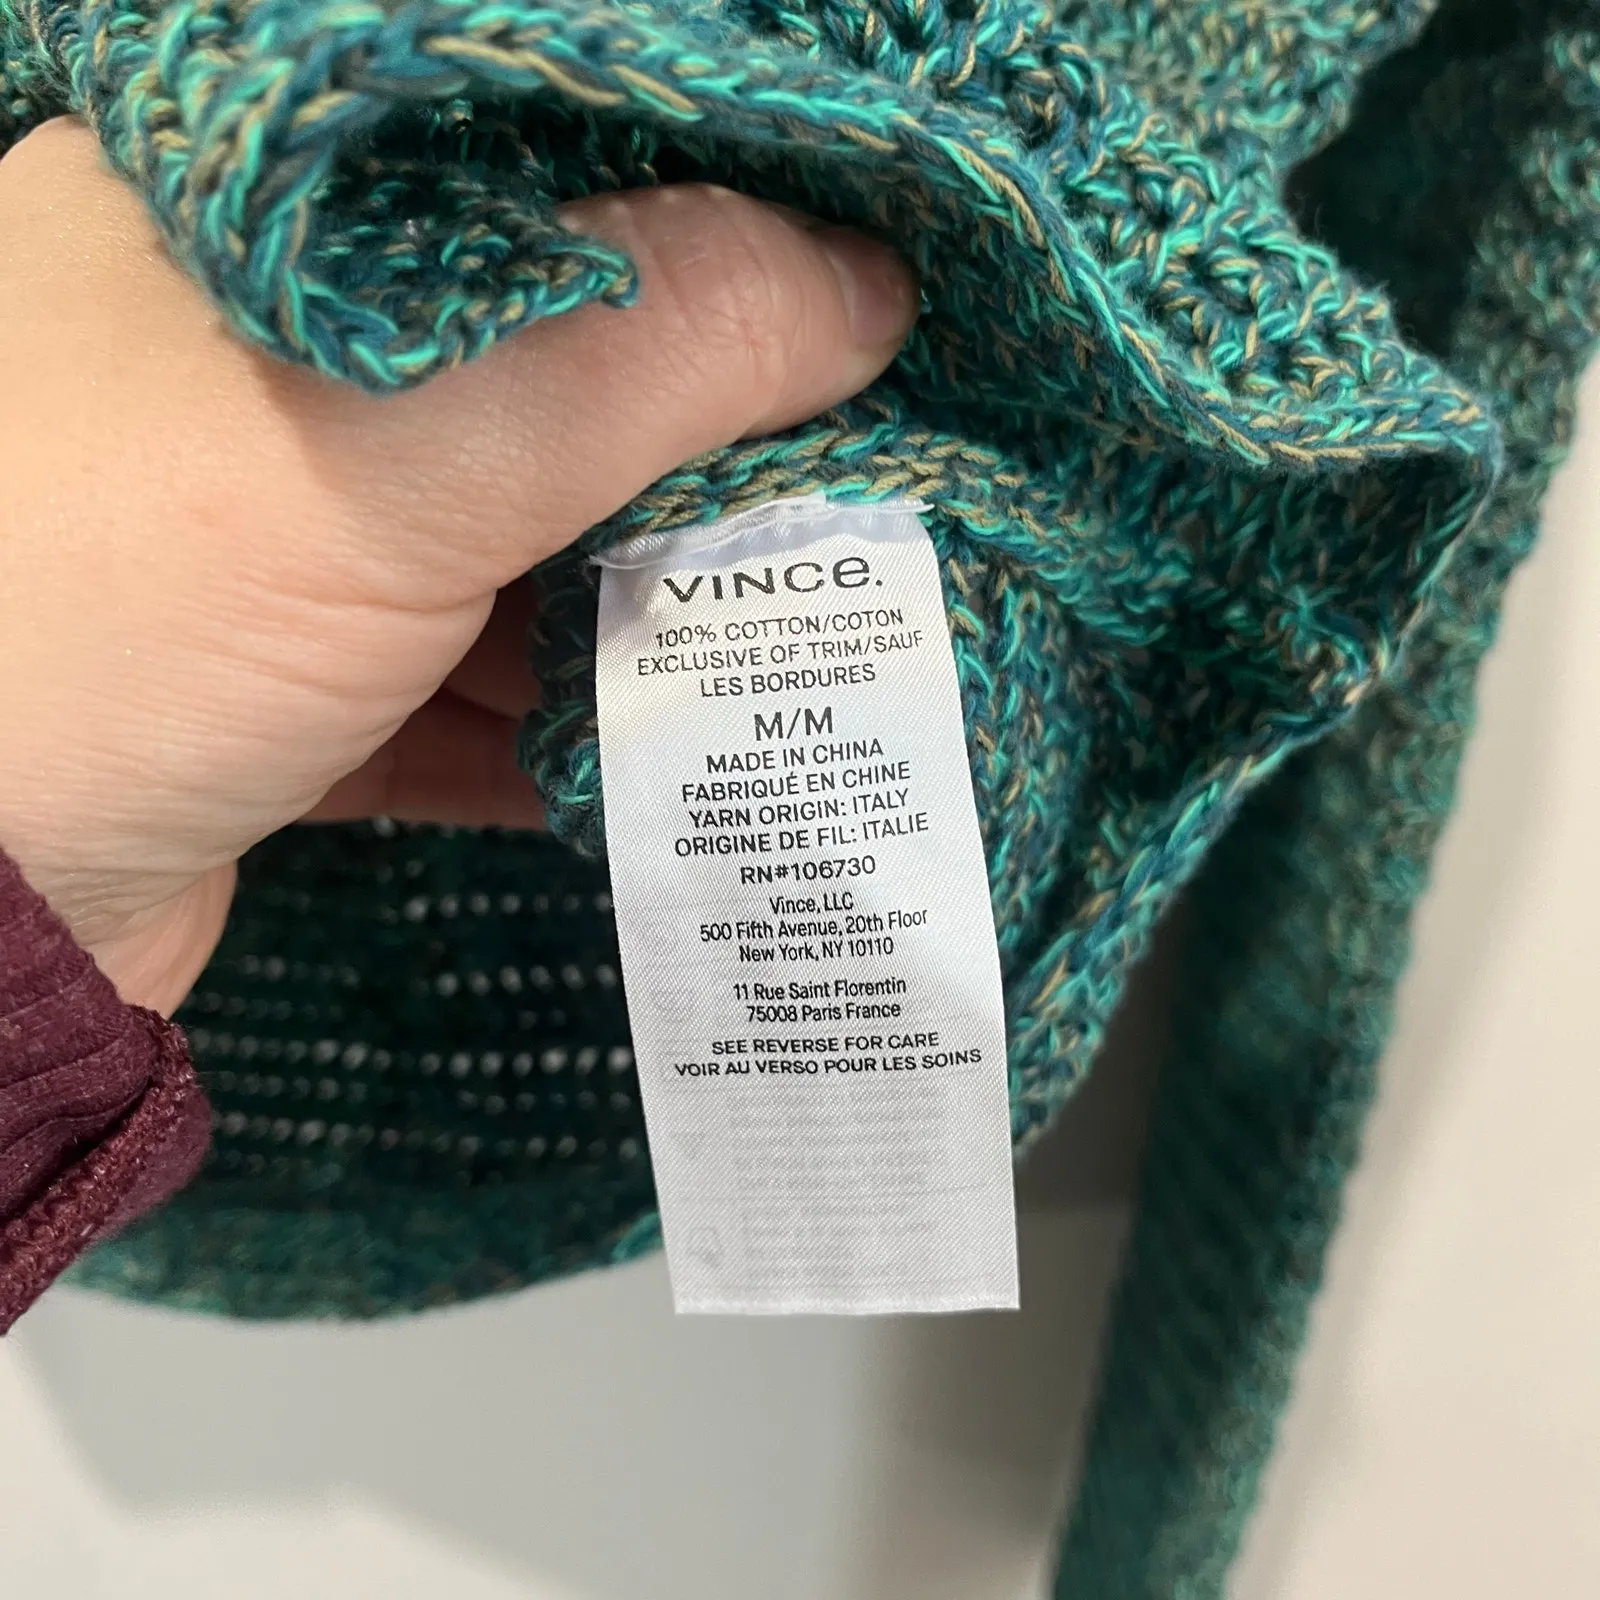 VINCe.
100% COTTON/COTON
EXCLUSIVE OF TRIM/SAUF
LES BORDURES
M/M
MADE IN CHINA
FABRIQUÉ EN CHINE
YARN ORIGIN: ITALY
ORIGINE DE FIL: ITALIE
RN#106730
Vince, LLC
500 Fifth Avenue, 20th Floor
New York, NY 10110
11 Rue Saint Florentin
75008 Paris France
SEE REVERSE FOR CARE
VOIR AU VERSO POUR LES SOINS